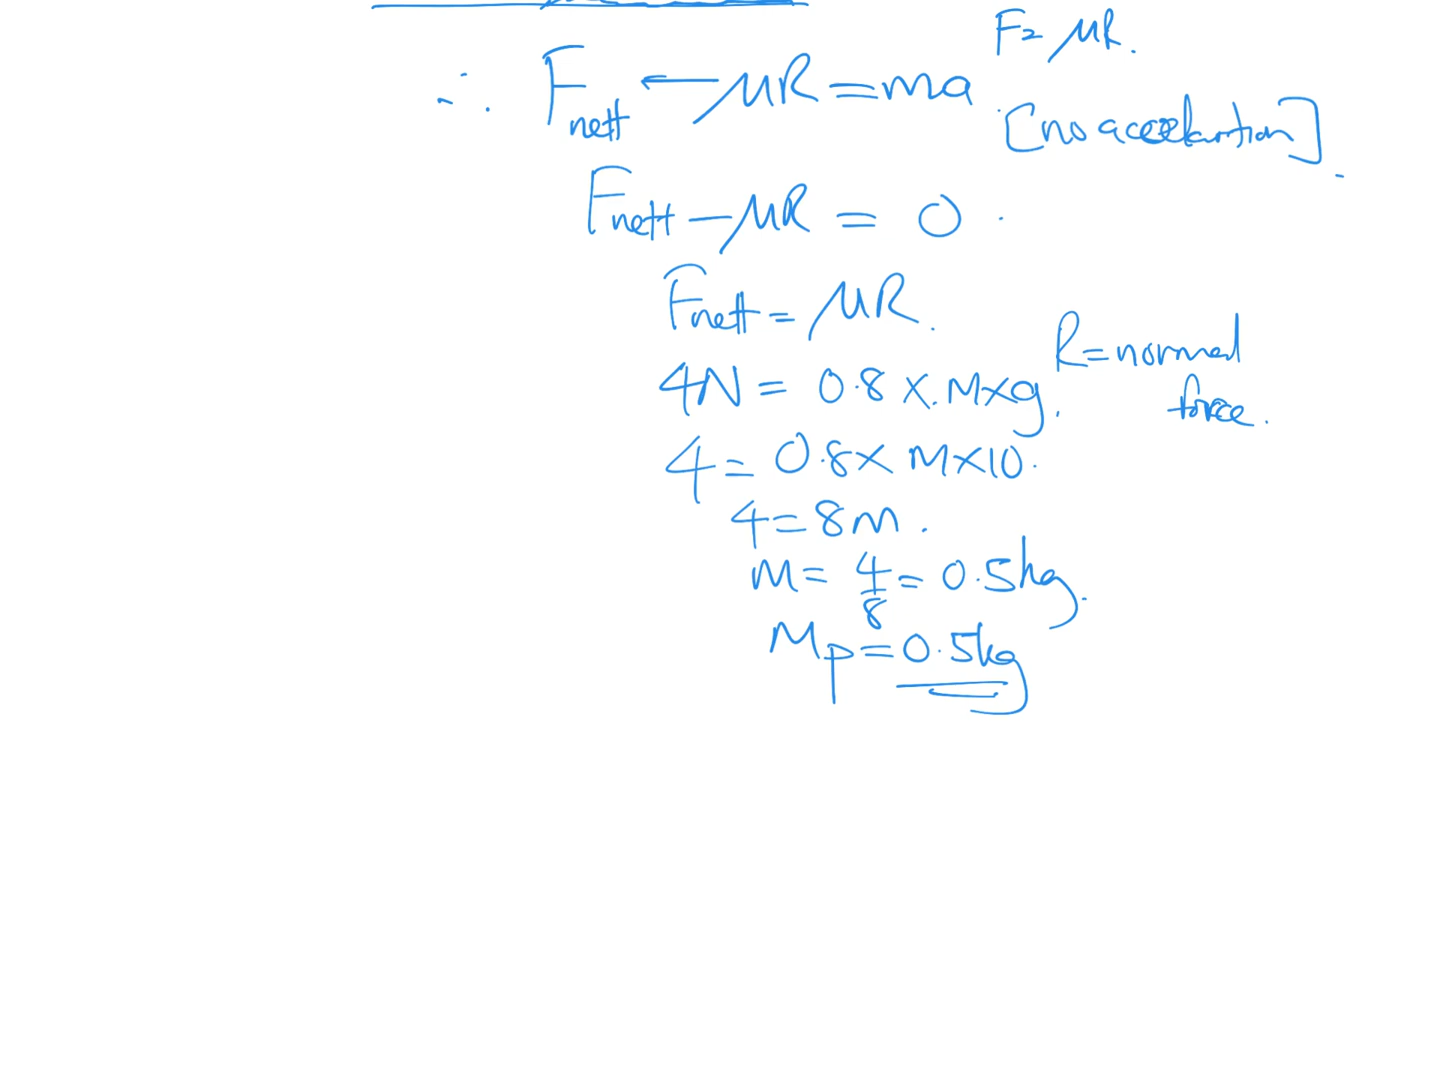 F= μR.
∴ Fnett - μR = ma
[no accelartion].
Fnett - μR = 0.
Fnett = μR.
R = normal
force.
4N = 0.8 x. M x g.
4 = 0.8 x M x 10.
4 = 8m.
m = 4/8 = 0.5kg.
Mp = 0.5kg